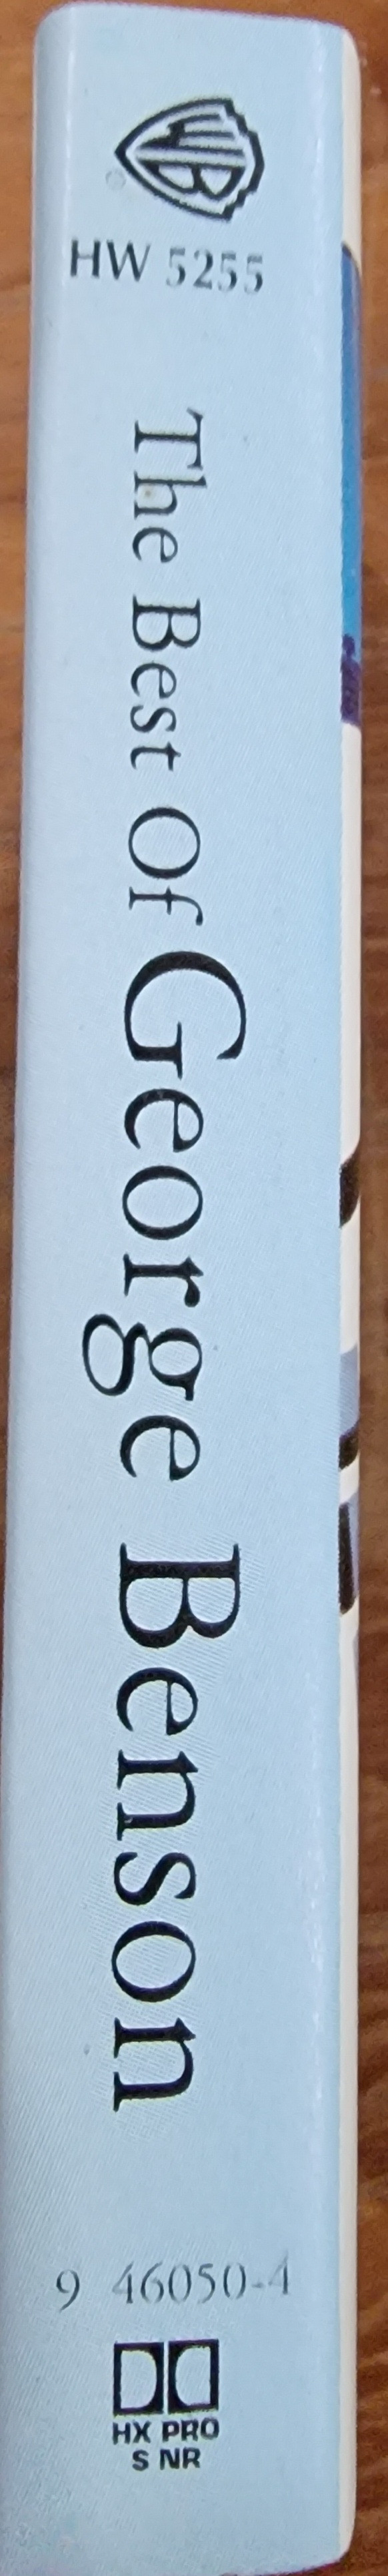 WB
HW 5255
The Best Of George Benson
9 46050-4
HX PRO
S NR